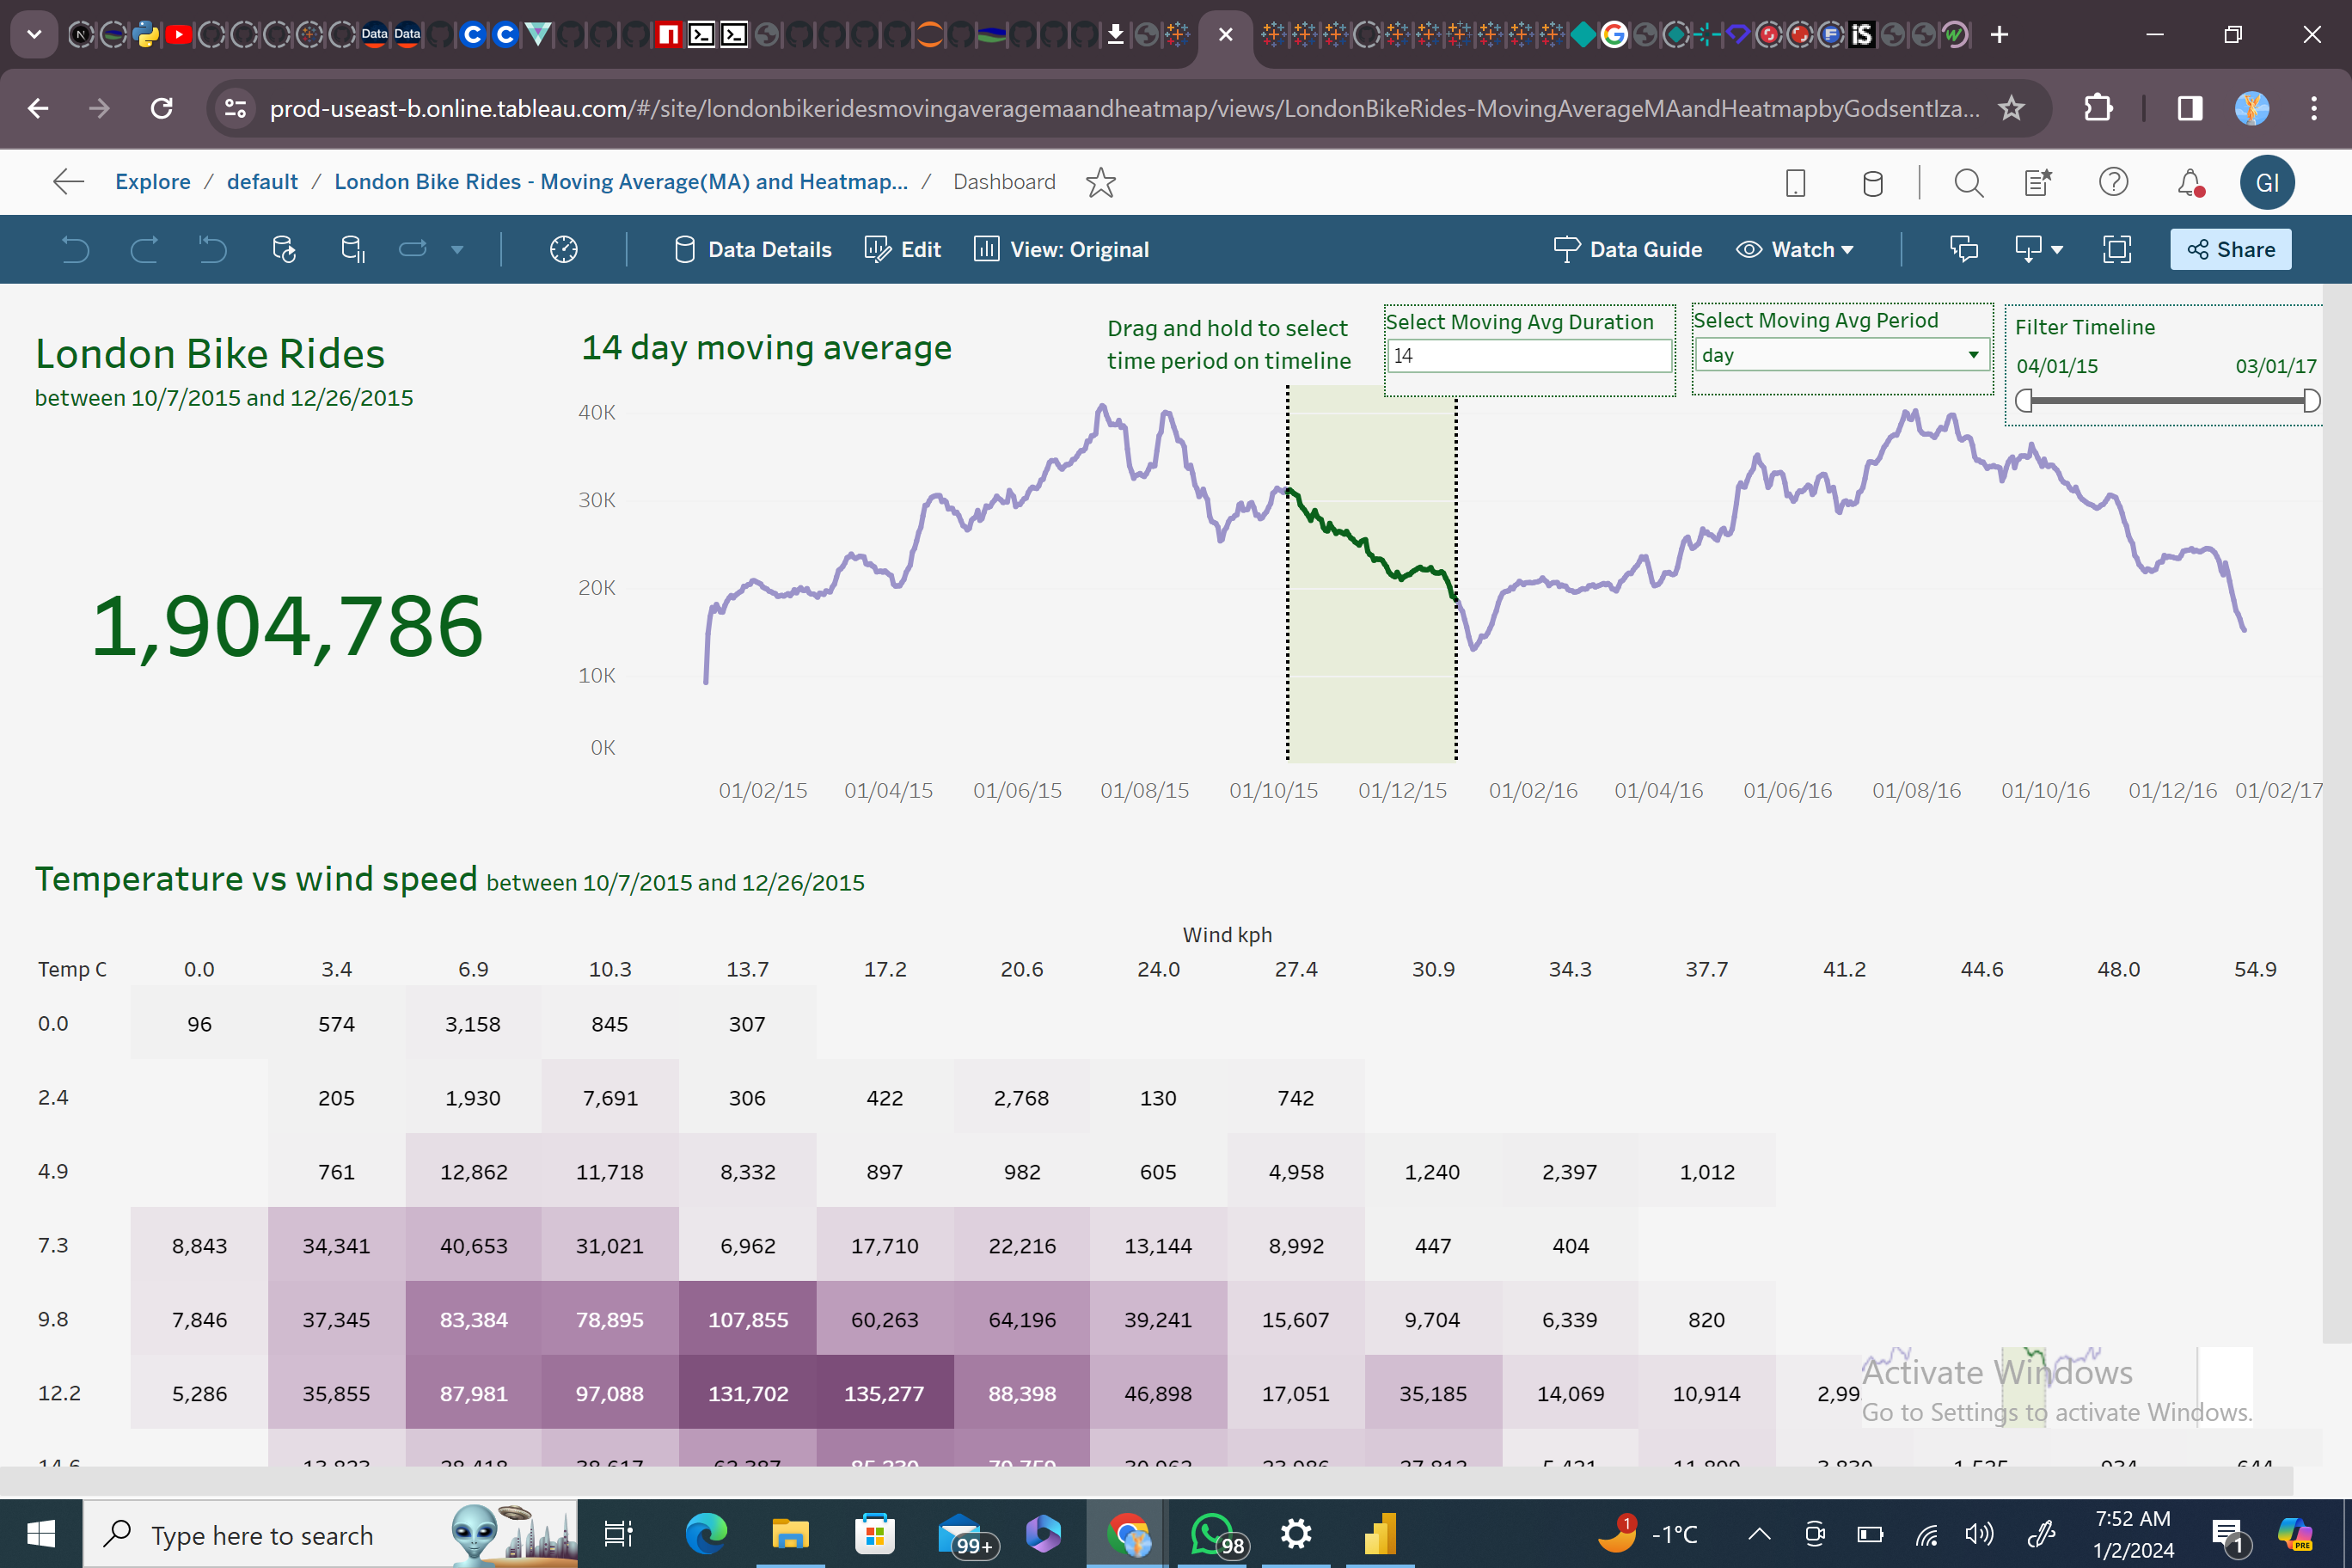 prod-useast-b.online.tableau.com/#/site/londonbikeridesmovingaveragemaandheatmap/views/LondonBikeRides-MovingAverageMAandHeatmapbyGodsentIza...
Explore / default / London Bike Rides - Moving Average(MA) and Heatmap... / Dashboard
GI
Data Details Edit View: Original Data Guide Watch Share
London Bike Rides
between 10/7/2015 and 12/26/2015
1,904,786
14 day moving average
Drag and hold to select
time period on timeline
Select Moving Avg Duration
14
Select Moving Avg Period
day
Filter Timeline
04/01/15 03/01/17
40K
30K
20K
10K
0K
01/02/15 01/04/15 01/06/15 01/08/15 01/10/15 01/12/15 01/02/16 01/04/16 01/06/16 01/08/16 01/10/16 01/12/16 01/02/17
Temperature vs wind speed between 10/7/2015 and 12/26/2015
Wind kph
Temp C 0.0 3.4 6.9 10.3 13.7 17.2 20.6 24.0 27.4 30.9 34.3 37.7 41.2 44.6 48.0 54.9
0.0 96 574 3,158 845 307
2.4 205 1,930 7,691 306 422 2,768 130 742
4.9 761 12,862 11,718 8,332 897 982 605 4,958 1,240 2,397 1,012
7.3 8,843 34,341 40,653 31,021 6,962 17,710 22,216 13,144 8,992 447 404
9.8 7,846 37,345 83,384 78,895 107,855 60,263 64,196 39,241 15,607 9,704 6,339 820
12.2 5,286 35,855 87,981 97,088 131,702 135,277 88,398 46,898 17,051 35,185 14,069 10,914 2,99
Activate Windows
Go to Settings to activate Windows.
Type here to search
99+
98
1
-1°C
7:52 AM
1/2/2024
1
PRE